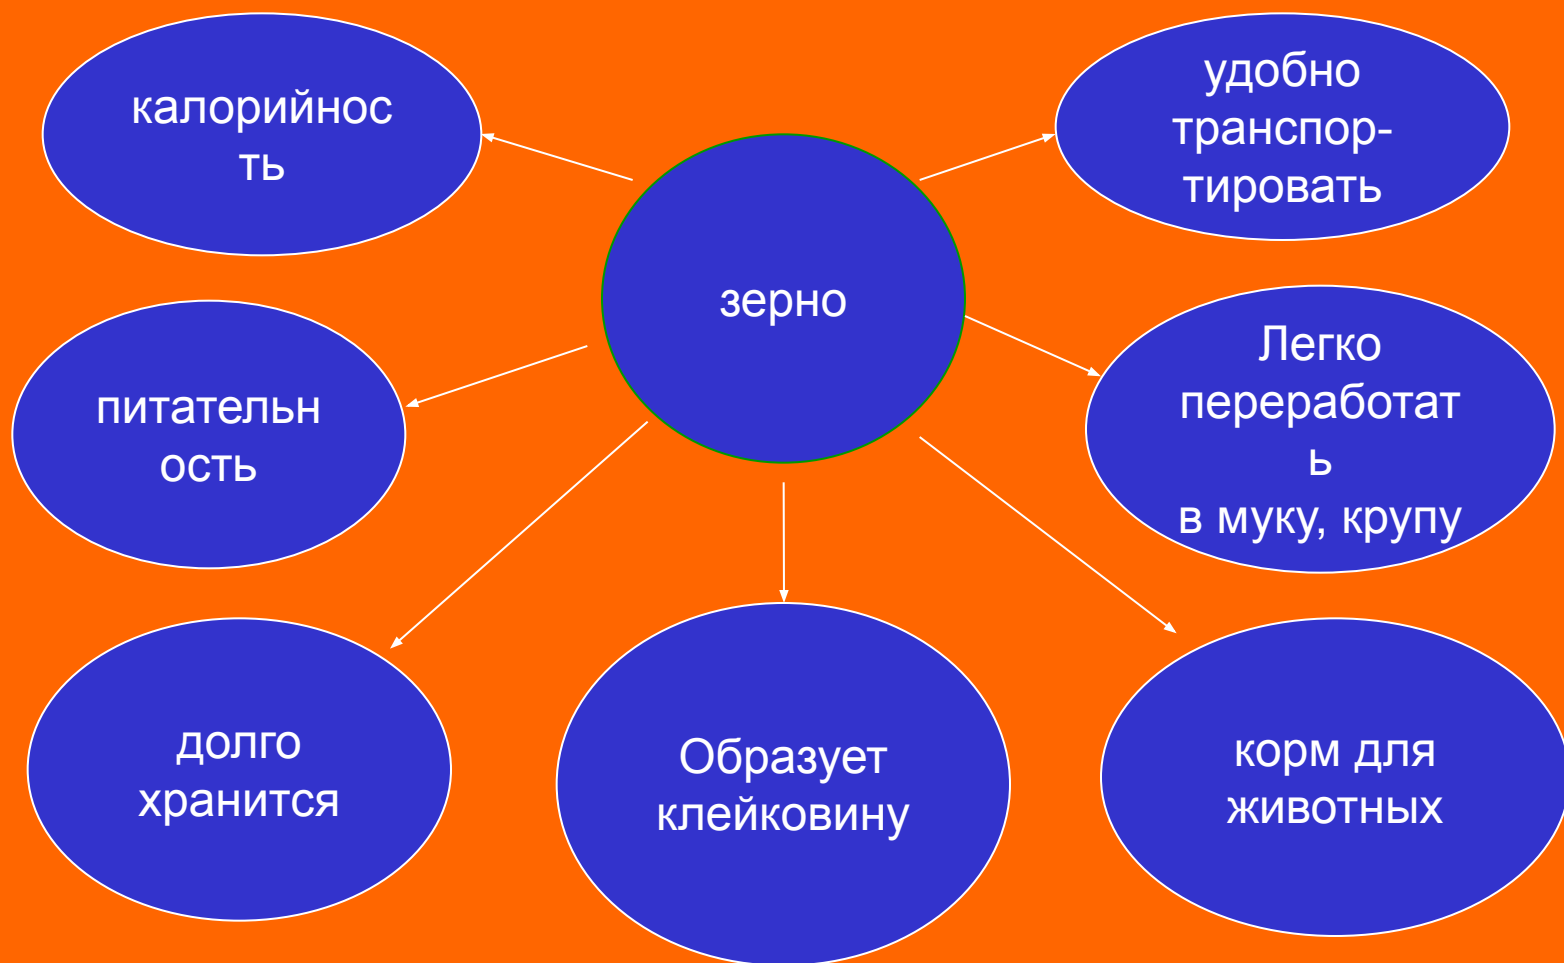 калорийнос
ть
удобно
транспор-
тировать
зерно
питательн
ость
Легко
переработат
ь
в муку, крупу
долго
хранится
Образует
клейковину
корм для
животных